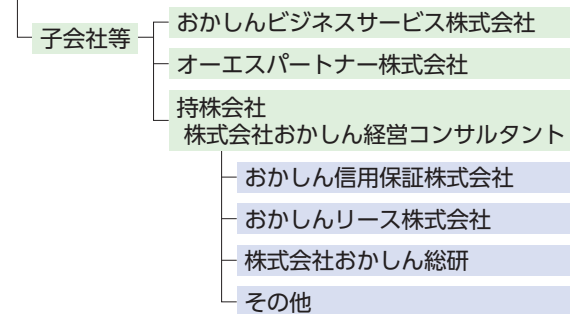 子会社等
おかしんビジネスサービス株式会社
オーエスパートナー株式会社
持株会社
株式会社おかしん経営コンサルタント
おかしん信用保証株式会社
おかしんリース株式会社
株式会社おかしん総研
その他